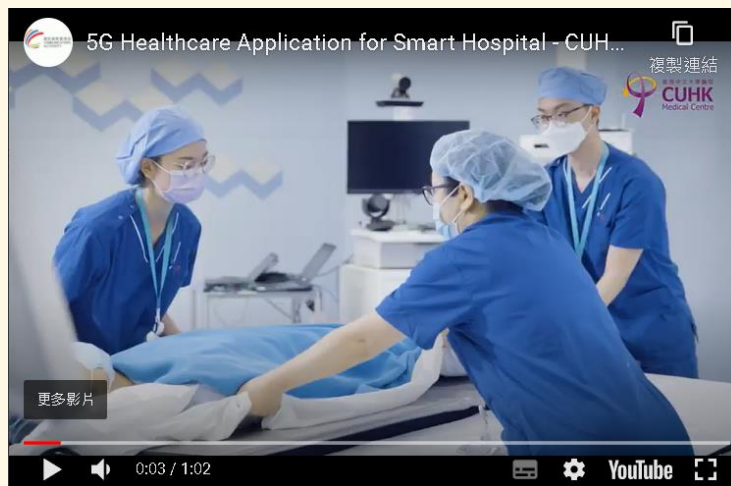 5G Healthcare Application for Smart Hospital - CUH...
複製連結
CUHK
Medical Centre
更多影片
0:03 / 1:02
YouTube